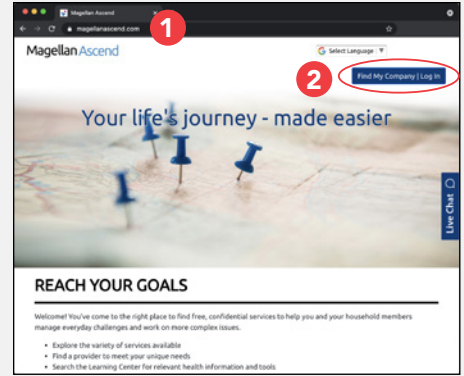 Magellan Ascend
magellanascend.com
1
Magellan Ascend
Select Language
2
Find My Company | Log In
Your life's journey - made easier
Live Chat
REACH YOUR GOALS
Welcome! You've come to the right place to find free, confidential services to help you and your household members
manage everyday challenges and work on more complex issues.
• Explore the variety of services available
• Find a provider to meet your unique needs
• Search the Learning Center for relevant health information and tools